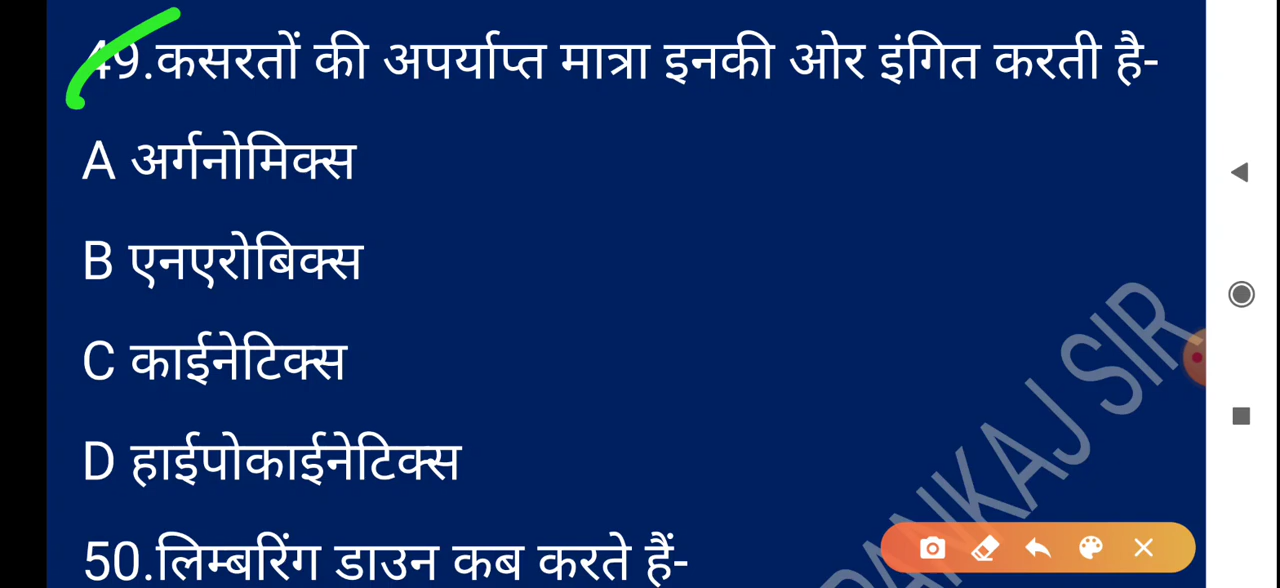 49.कसरतों की अपर्याप्त मात्रा इनकी ओर इंगित करती है-
A अर्गनोमिक्स
B एनएरोबिक्स
C काईनेटिक्स
D हाईपोकाईनेटिक्स
50.लिम्बरिंग डाउन कब करते हैं-
PANKAJ SIR